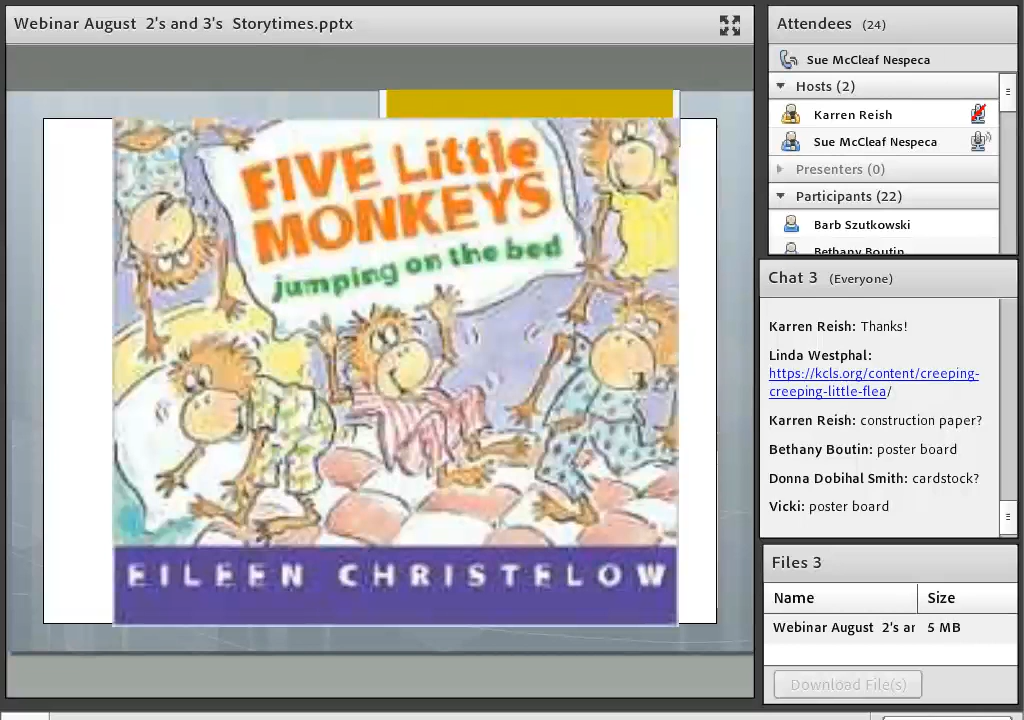 Webinar August 2's and 3's Storytimes.pptx
FIVE Little
MONKEYS
jumping on the bed
EILEEN CHRISTELOW
Attendees (24)
Sue McCleaf Nespeca
Hosts (2)
Karren Reish
Sue McCleaf Nespeca
Presenters (0)
Participants (22)
Barb Szutkowski
Bethany Boutin
Chat 3 (Everyone)
Karren Reish: Thanks!
Linda Westphal:
https://kcls.org/content/creeping-
creeping-little-flea/
Karren Reish: construction paper?
Bethany Boutin: poster board
Donna Dobihal Smith: cardstock?
Vicki: poster board
Files 3
Name Size
Webinar August 2's ar 5 MB
Download File(s)